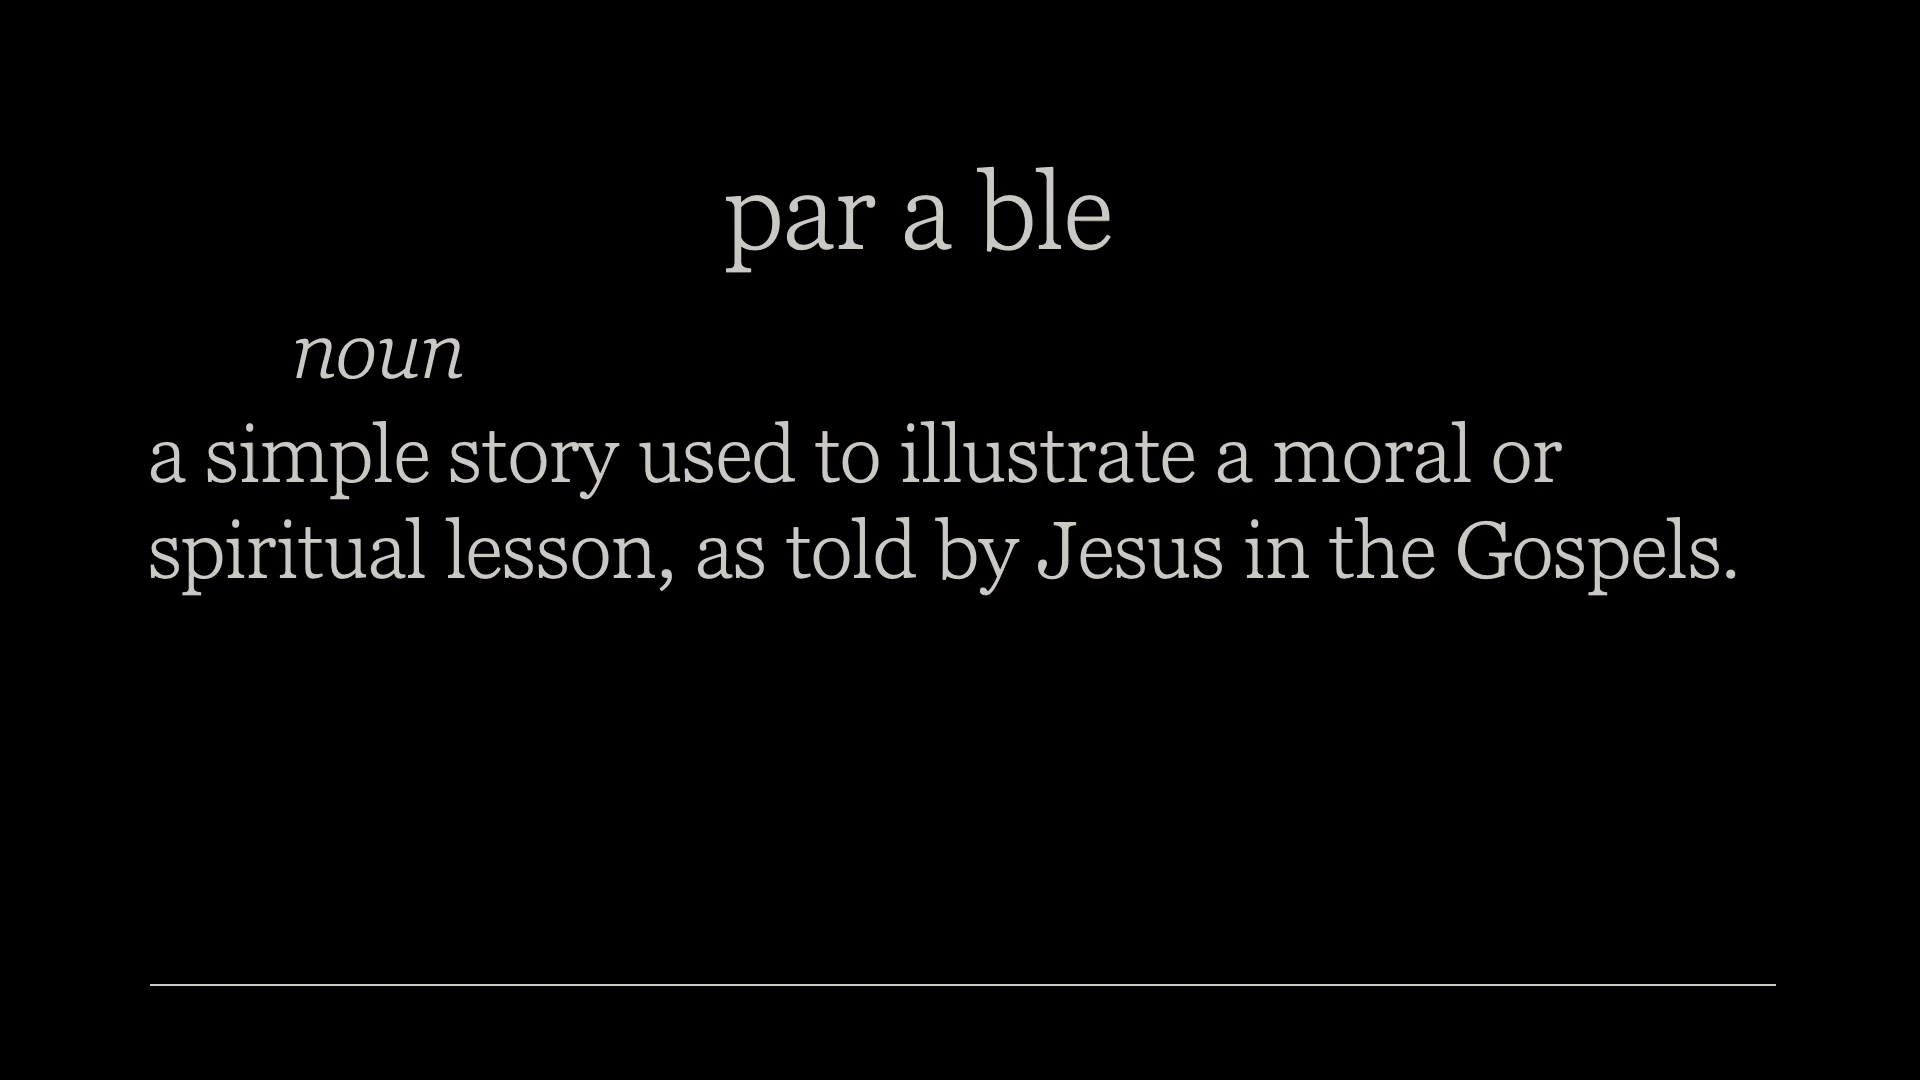 par a ble
noun
a simple story used to illustrate a moral or
spiritual lesson, as told by Jesus in the Gospels.